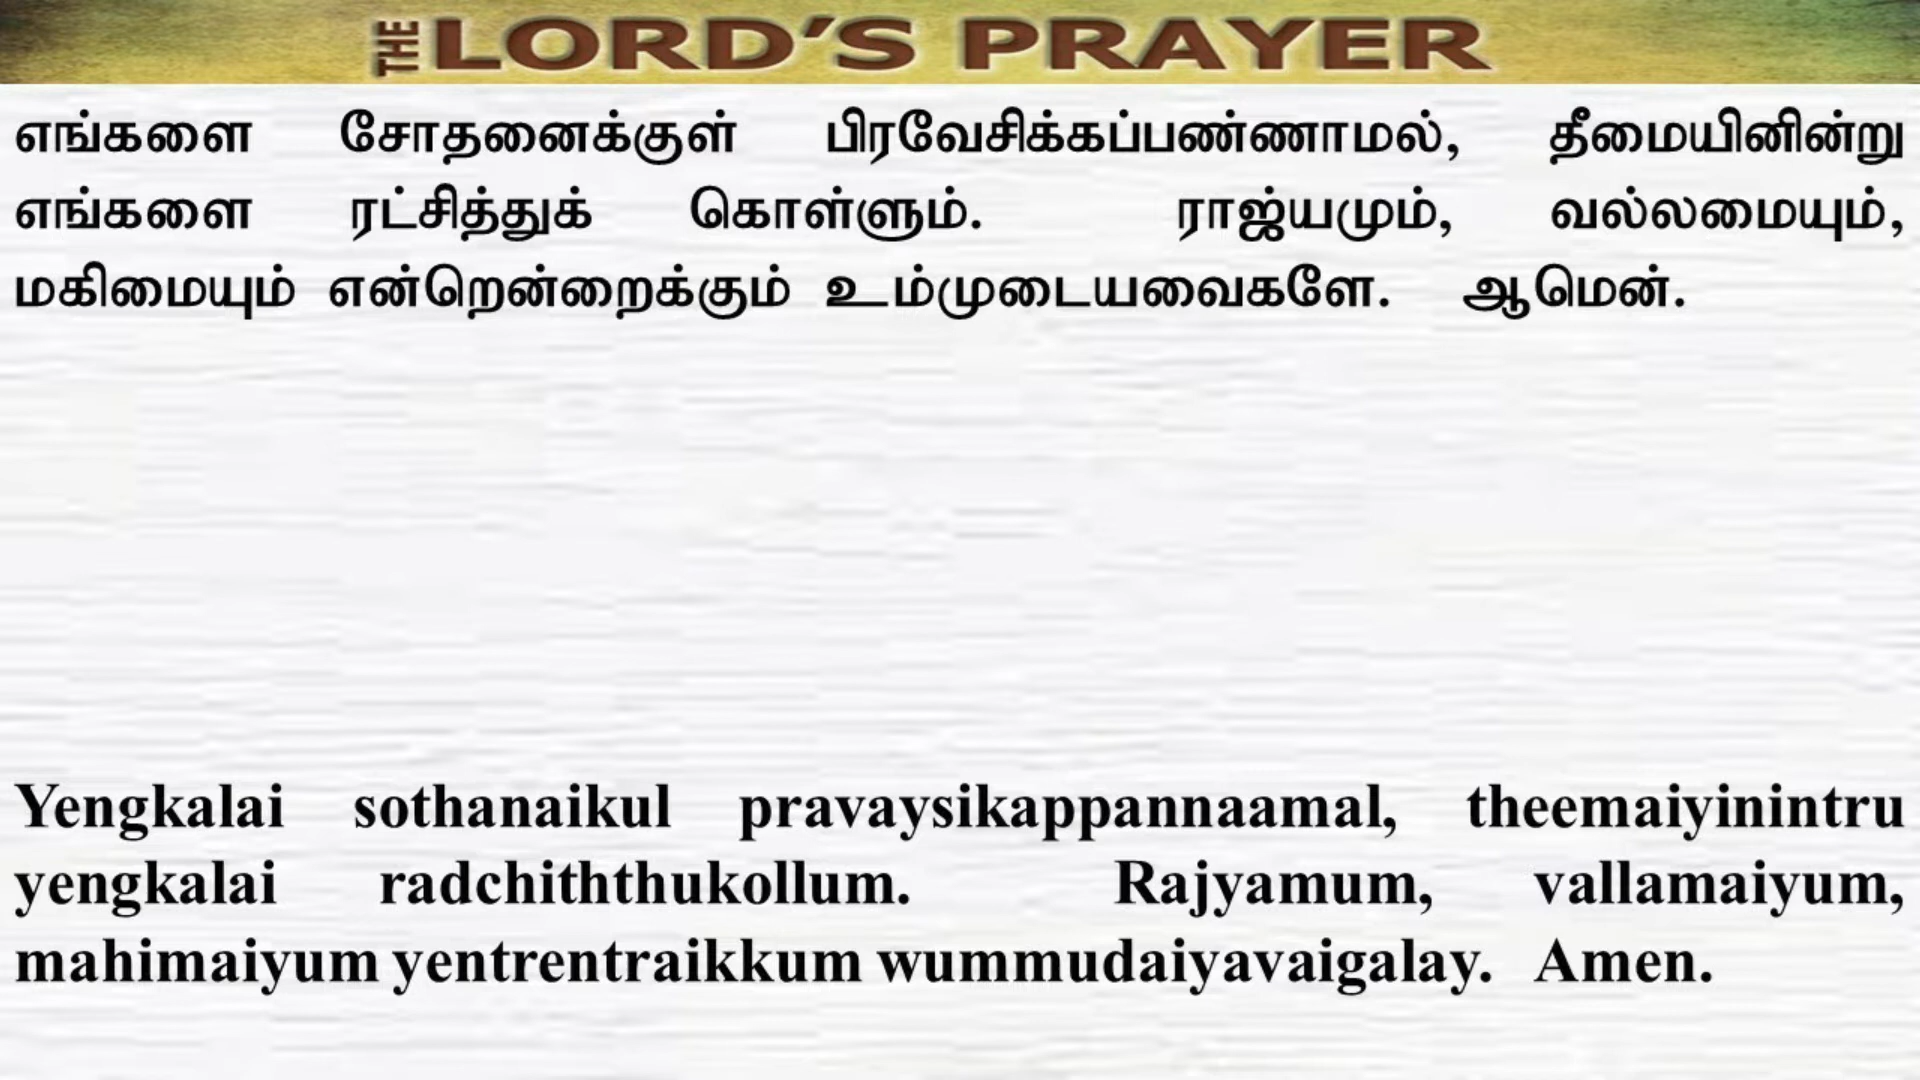 THE LORD'S PRAYER
எங்களை சோதனைக்குள் பிரவேசிக்கப்பண்ணாமல், தீமையினின்று
எங்களை ரட்சித்துக் கொள்ளும். ராஜ்யமும், வல்லமையும்,
மகிமையும் என்றென்றைக்கும் உம்முடையவைகளே. ஆமென்.
Yengkalai sothanaikul pravaysikappannaamal, theemaiyinintru
yengkalai radchiththukollum. Rajyamum, vallamaiyum,
mahimaiyum yentrentraikkum wummudaiyavaigalay. Amen.